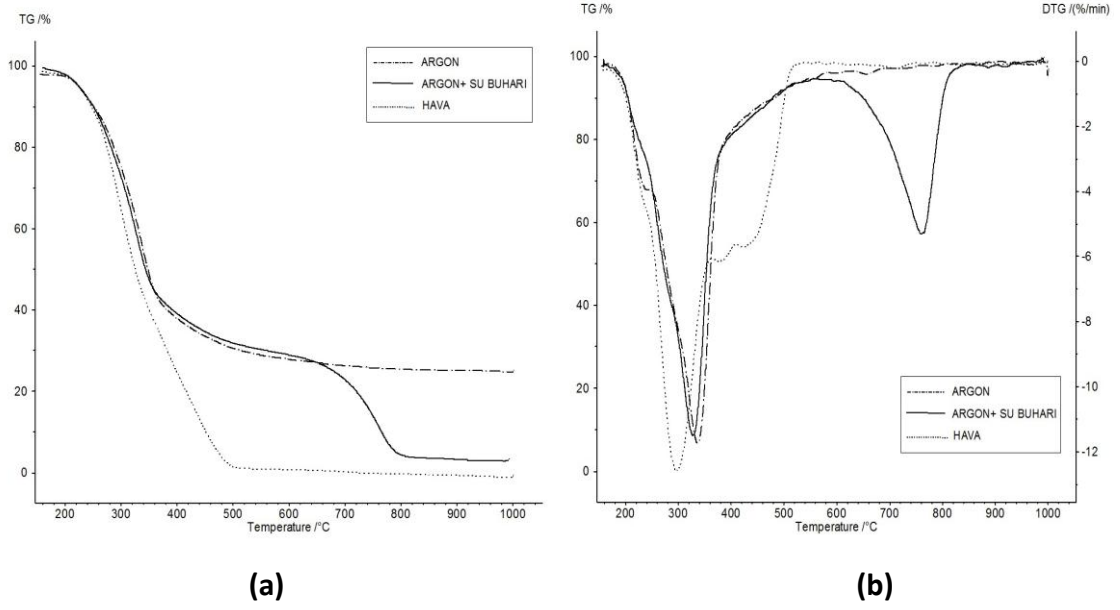 TG /%
100
80
60
40
20
0
200 300 400 500 600 700 800 900 1000
Temperature /°C
ARGON
ARGON+ SU BUHARI
HAVA
(a)
TG /%
DTG /(%/min)
100
80
60
40
20
0
0
-2
-4
-6
-8
-10
-12
200 300 400 500 600 700 800 900 1000
Temperature /°C
ARGON
ARGON+ SU BUHARI
HAVA
(b)